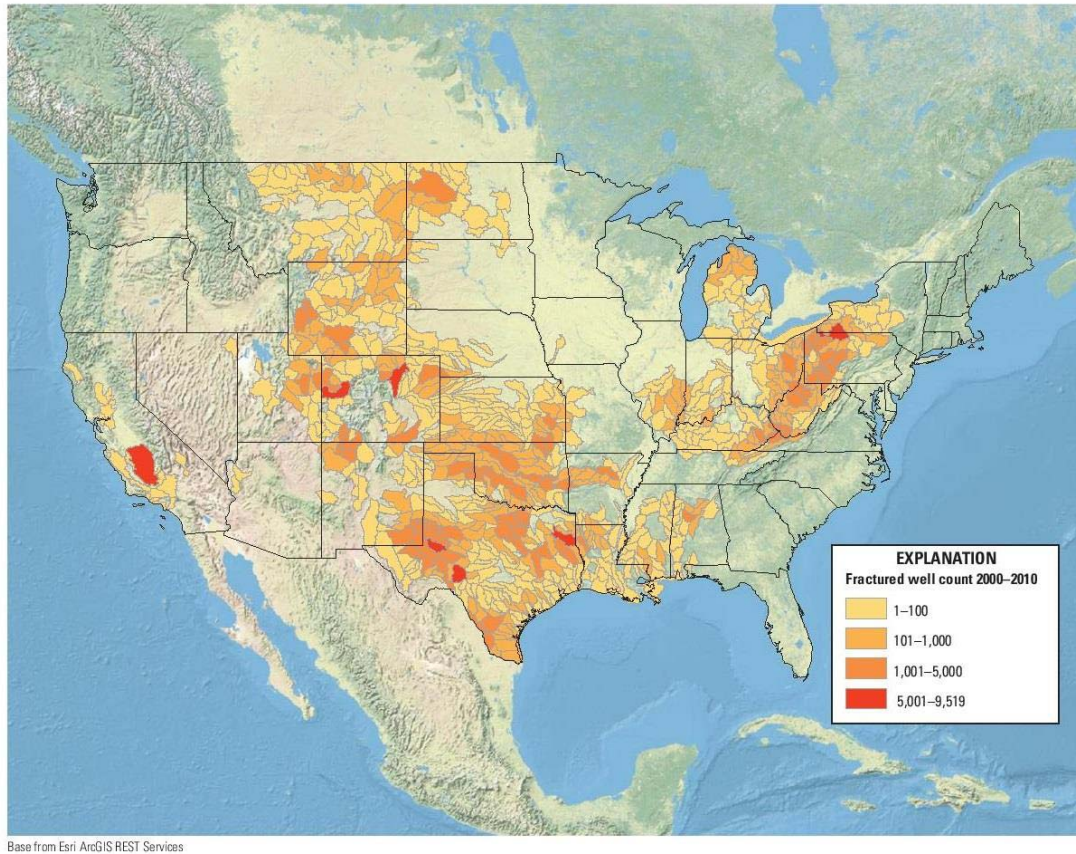 EXPLANATION
Fractured well count 2000–2010
1–100
101–1,000
1,001–5,000
5,001–9,519
Base from Esri ArcGIS REST Services